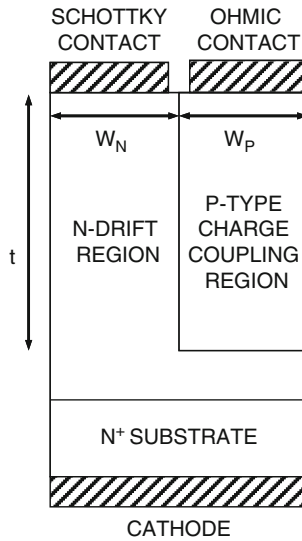 SCHOTTKY CONTACT
OHMIC CONTACT
W_N
W_P
N-DRIFT REGION
P-TYPE CHARGE COUPLING REGION
t
N⁺ SUBSTRATE
CATHODE